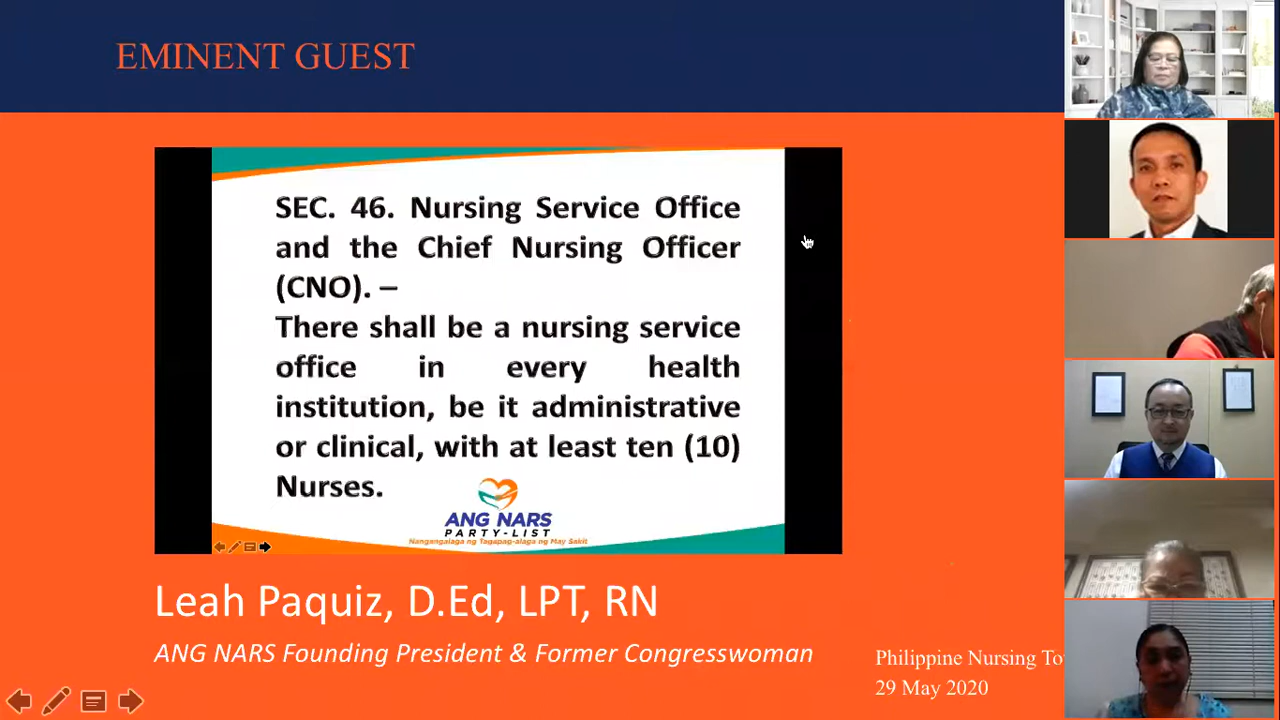 EMINENT GUEST
SEC. 46. Nursing Service Office
and the Chief Nursing Officer
(CNO). –
There shall be a nursing service
office in every health
institution, be it administrative
or clinical, with at least ten (10)
Nurses.
ANG NARS
PARTY-LIST
Nangangalaga ng Tagapag-alaga ng May Sakit
Leah Paquiz, D.Ed, LPT, RN
ANG NARS Founding President & Former Congresswoman
Philippine Nursing To
29 May 2020